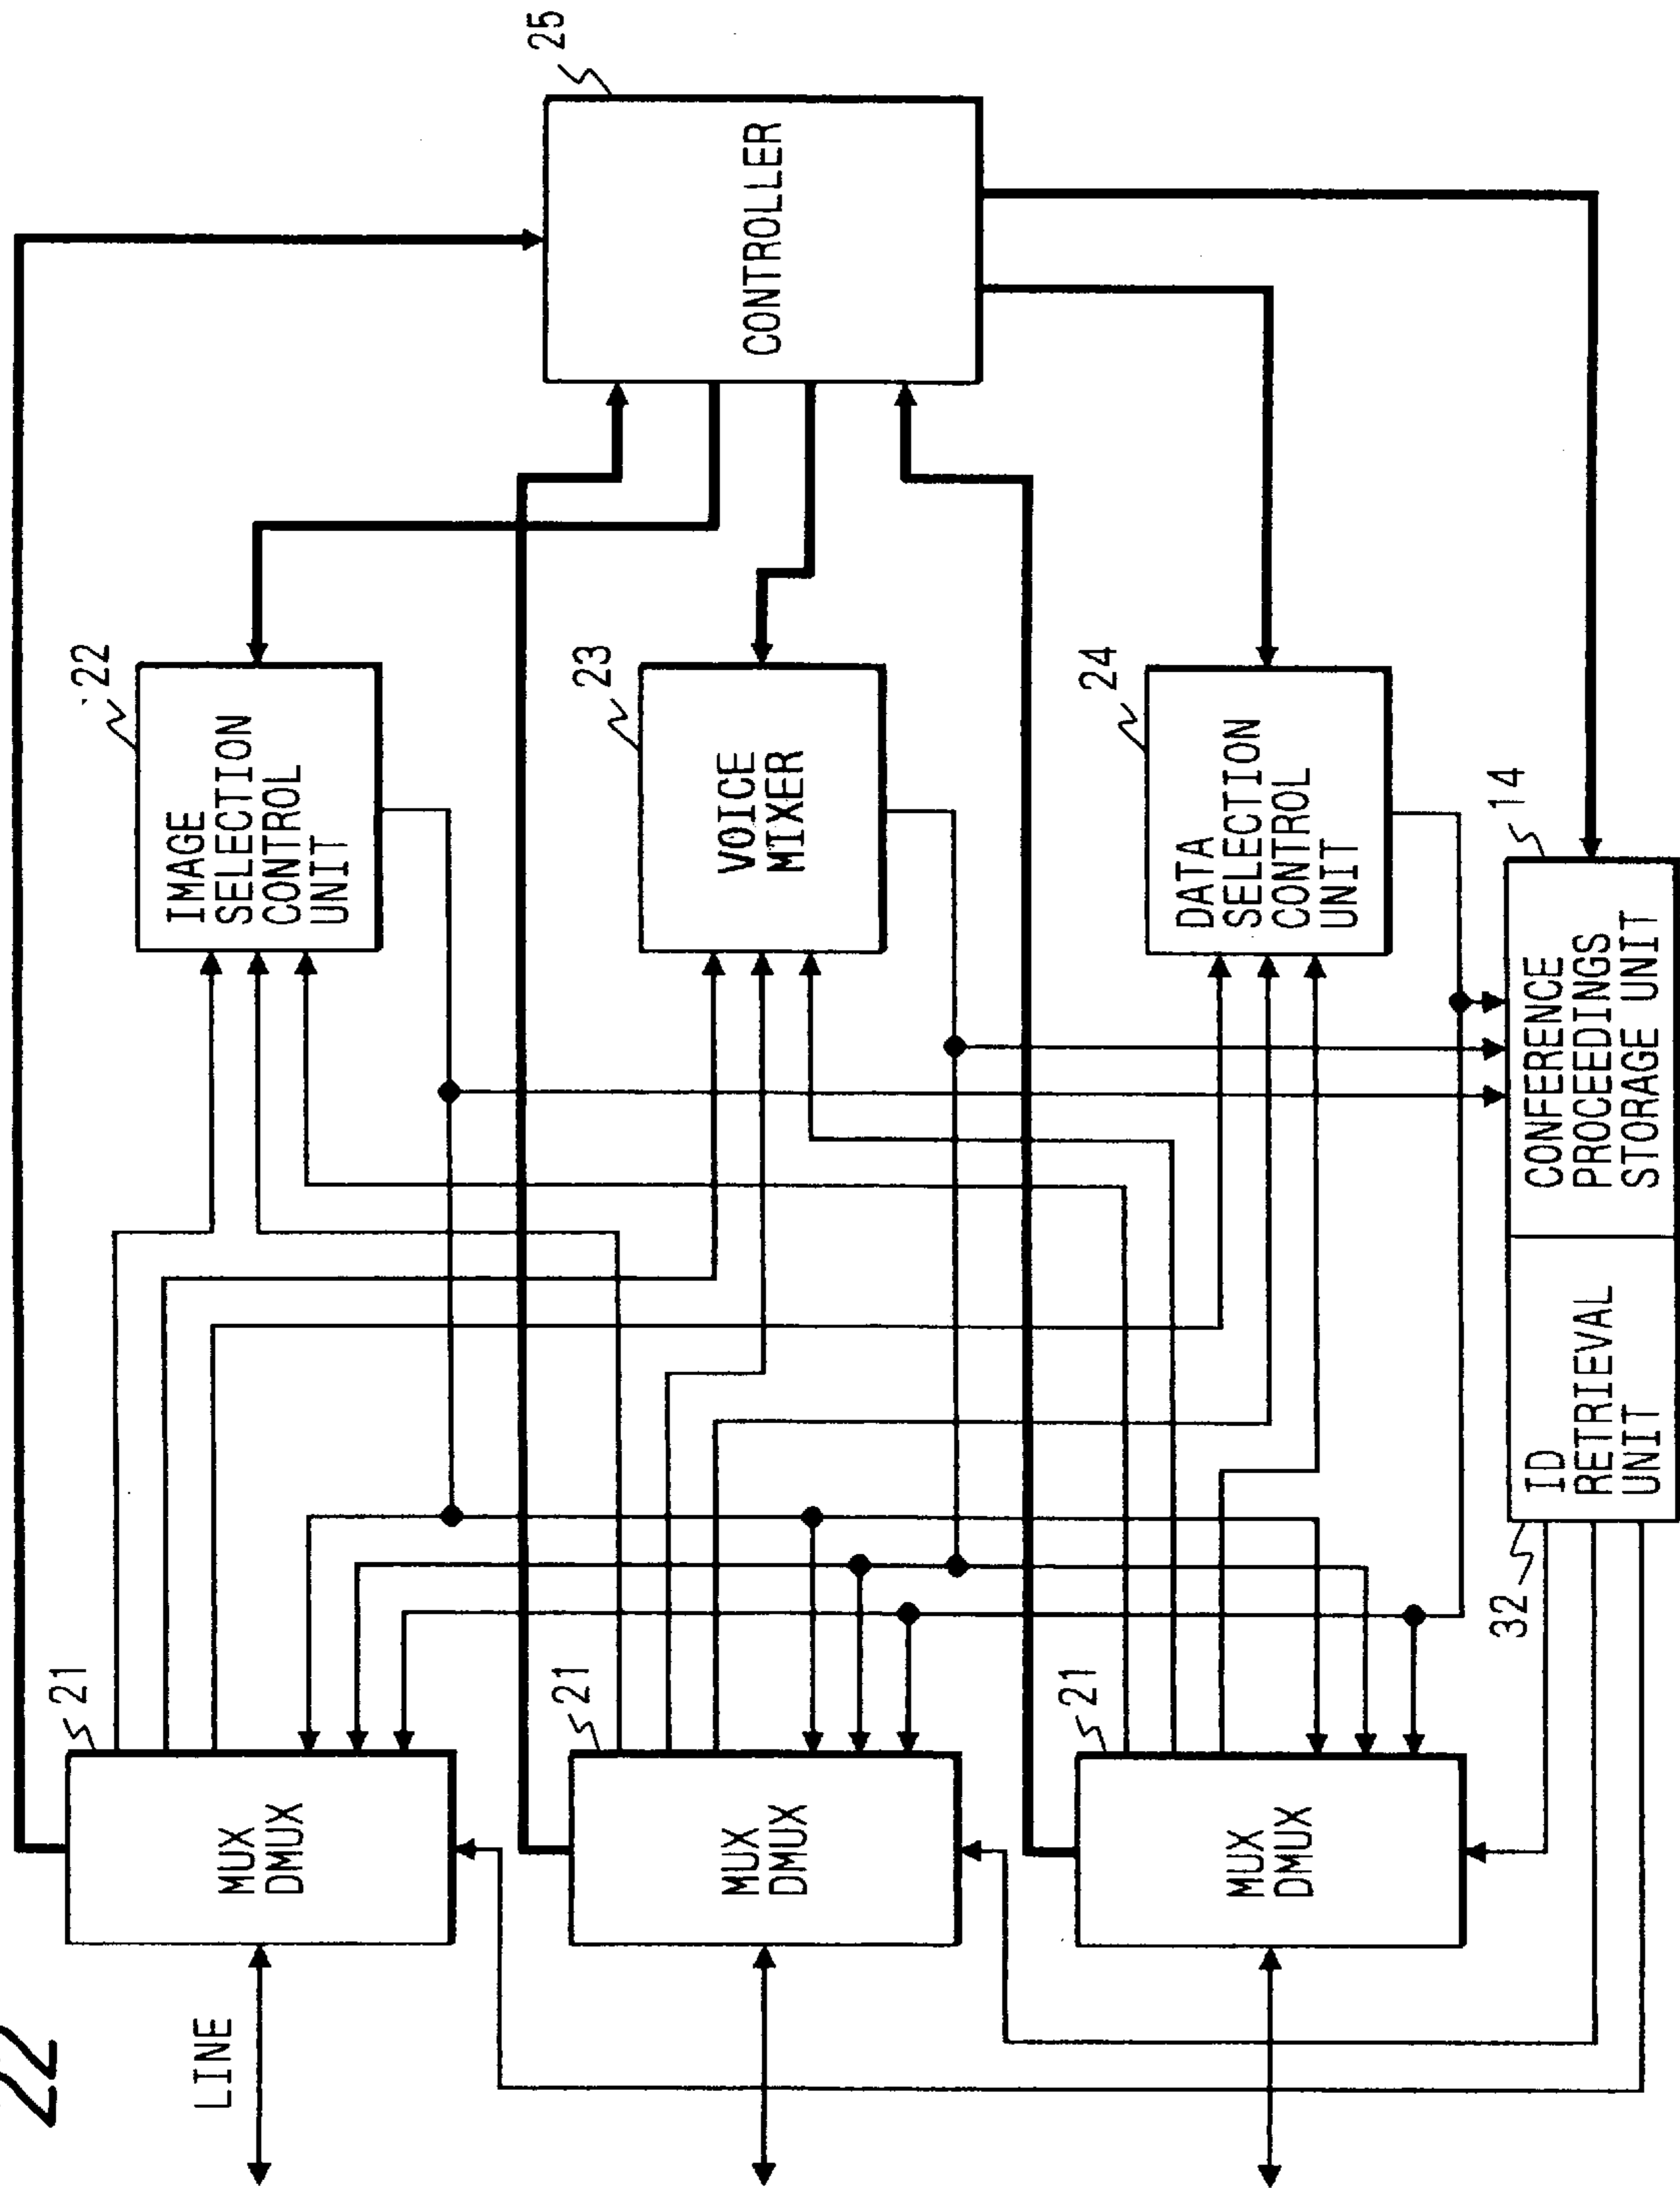 22
LINE
MUX
DMUX
21
MUX
DMUX
21
MUX
DMUX
21
IMAGE
SELECTION
CONTROL
UNIT
22
VOICE
MIXER
23
DATA
SELECTION
CONTROL
UNIT
24
CONTROLLER
25
ID
RETRIEVAL
UNIT
32
CONFERENCE
PROCEEDINGS
STORAGE UNIT
14